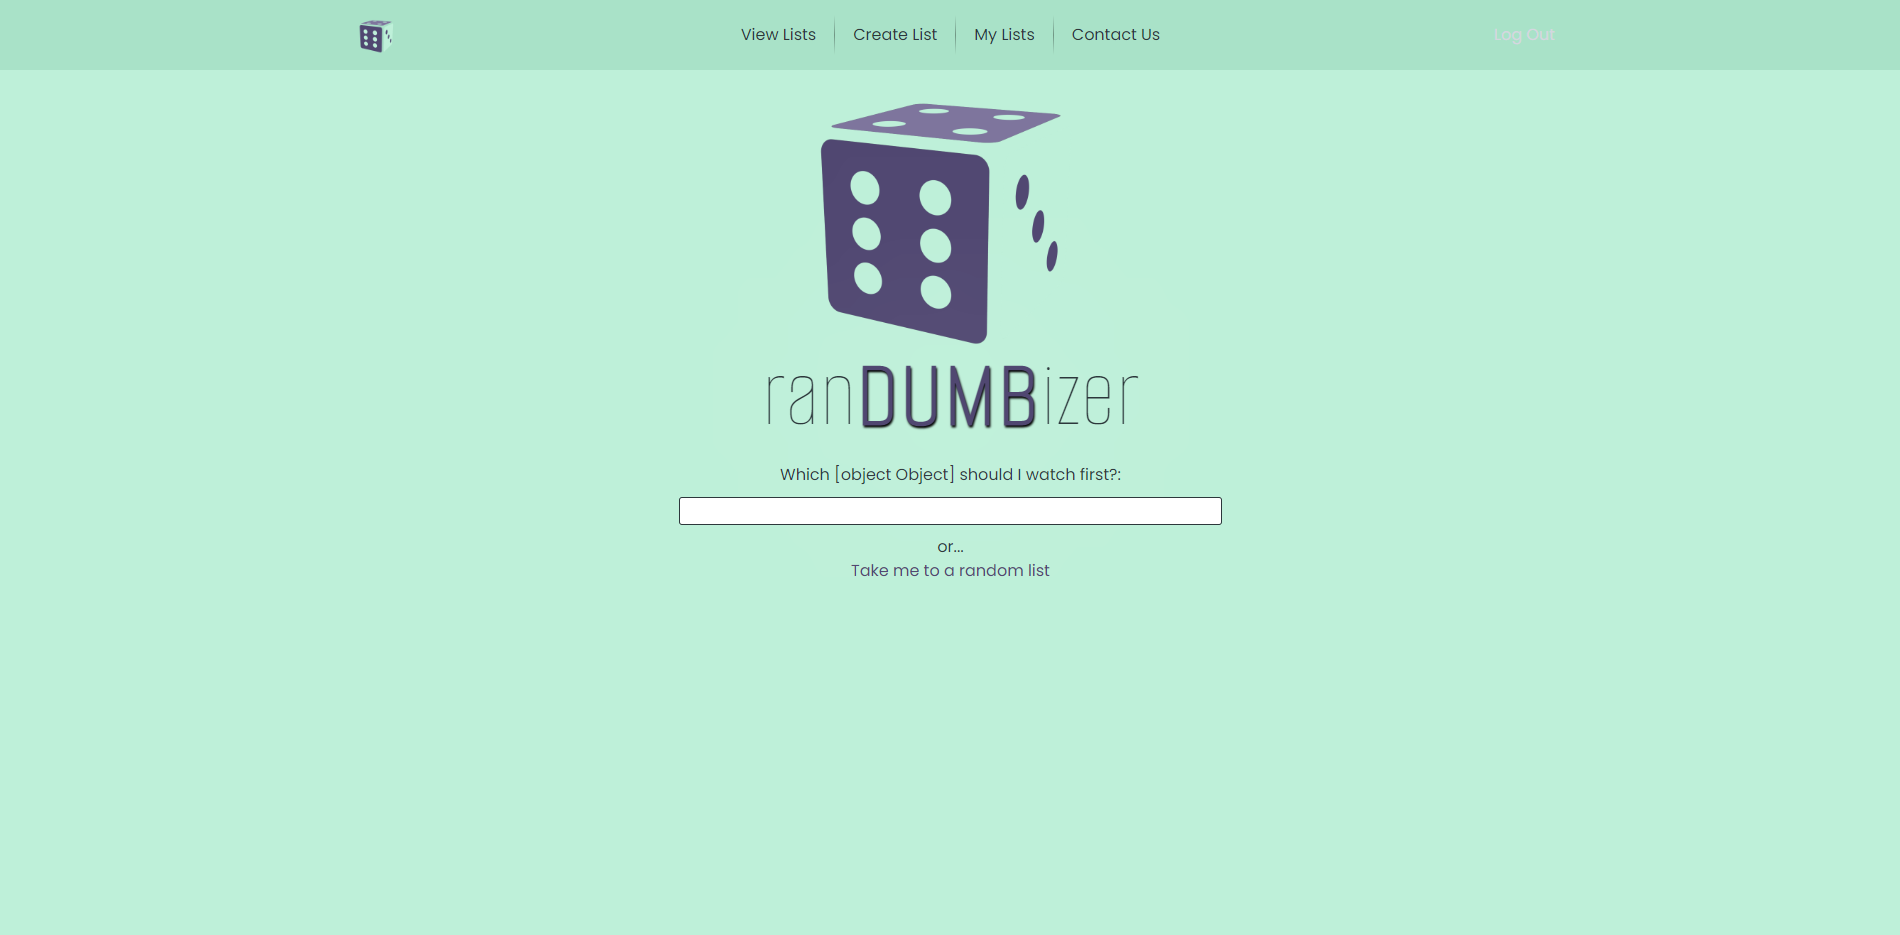 View Lists
Create List
My Lists
Contact Us
Log Out
ranDUMBizer
Which [object Object] should I watch first?:
or...
Take me to a random list